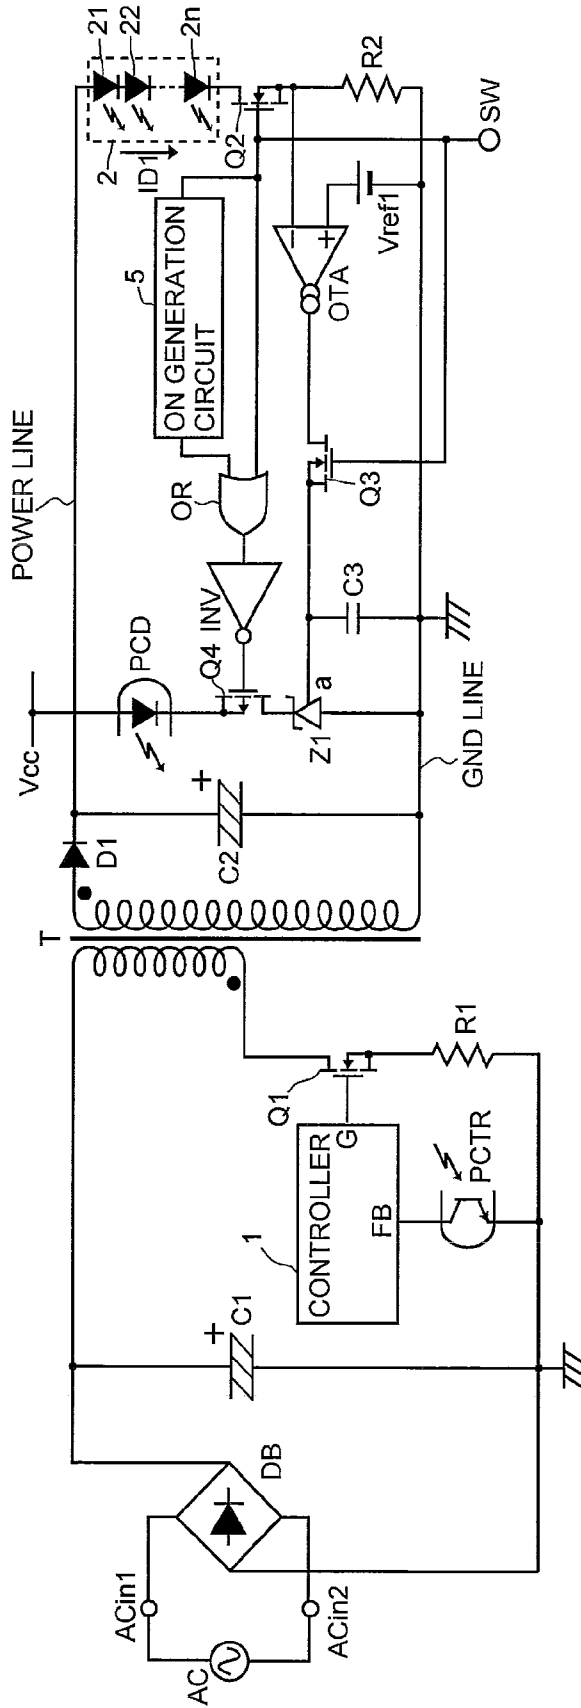 AC
ACin1
ACin2
DB
C1
+
1
CONTROLLER
G
FB
PCTR
Q1
R1
T
D1
C2
+
Vcc
PCD
Q4
INV
Z1
a
C3
GND LINE
POWER LINE
OR
5
ON GENERATION
CIRCUIT
Q3
OTA
−
+
Vref1
2
ID1
21
22
2n
Q2
R2
SW